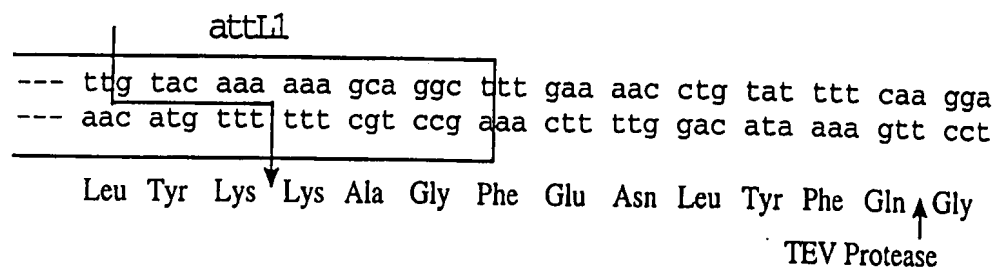 attL1
--- ttg tac aaa aaa gca ggc ttt gaa aac ctg tat ttt caa gga
--- aac atg ttt ttt cgt ccg aaa ctt ttg gac ata aaa gtt cct
Leu Tyr Lys Lys Ala Gly Phe Glu Asn Leu Tyr Phe Gln Gly
TEV Protease